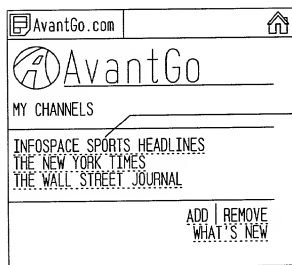 AvantGo.com
AvantGo
MY CHANNELS
INFOSPACE SPORTS HEADLINES
THE NEW YORK TIMES
THE WALL STREET JOURNAL
ADD | REMOVE
WHAT'S NEW